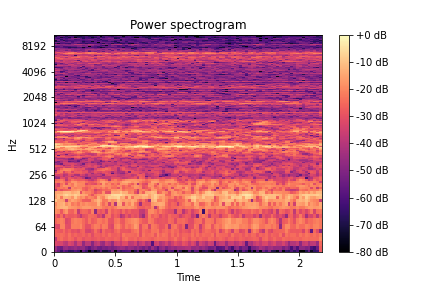 Power spectrogram
+0 dB
8192
-10 dB
4096
-20 dB
2048
-30 dB
1024
Hz
512
-40 dB
256
-50 dB
128
-60 dB
64
-70 dB
0
-80 dB
0
0.5
1
1.5
2
Time